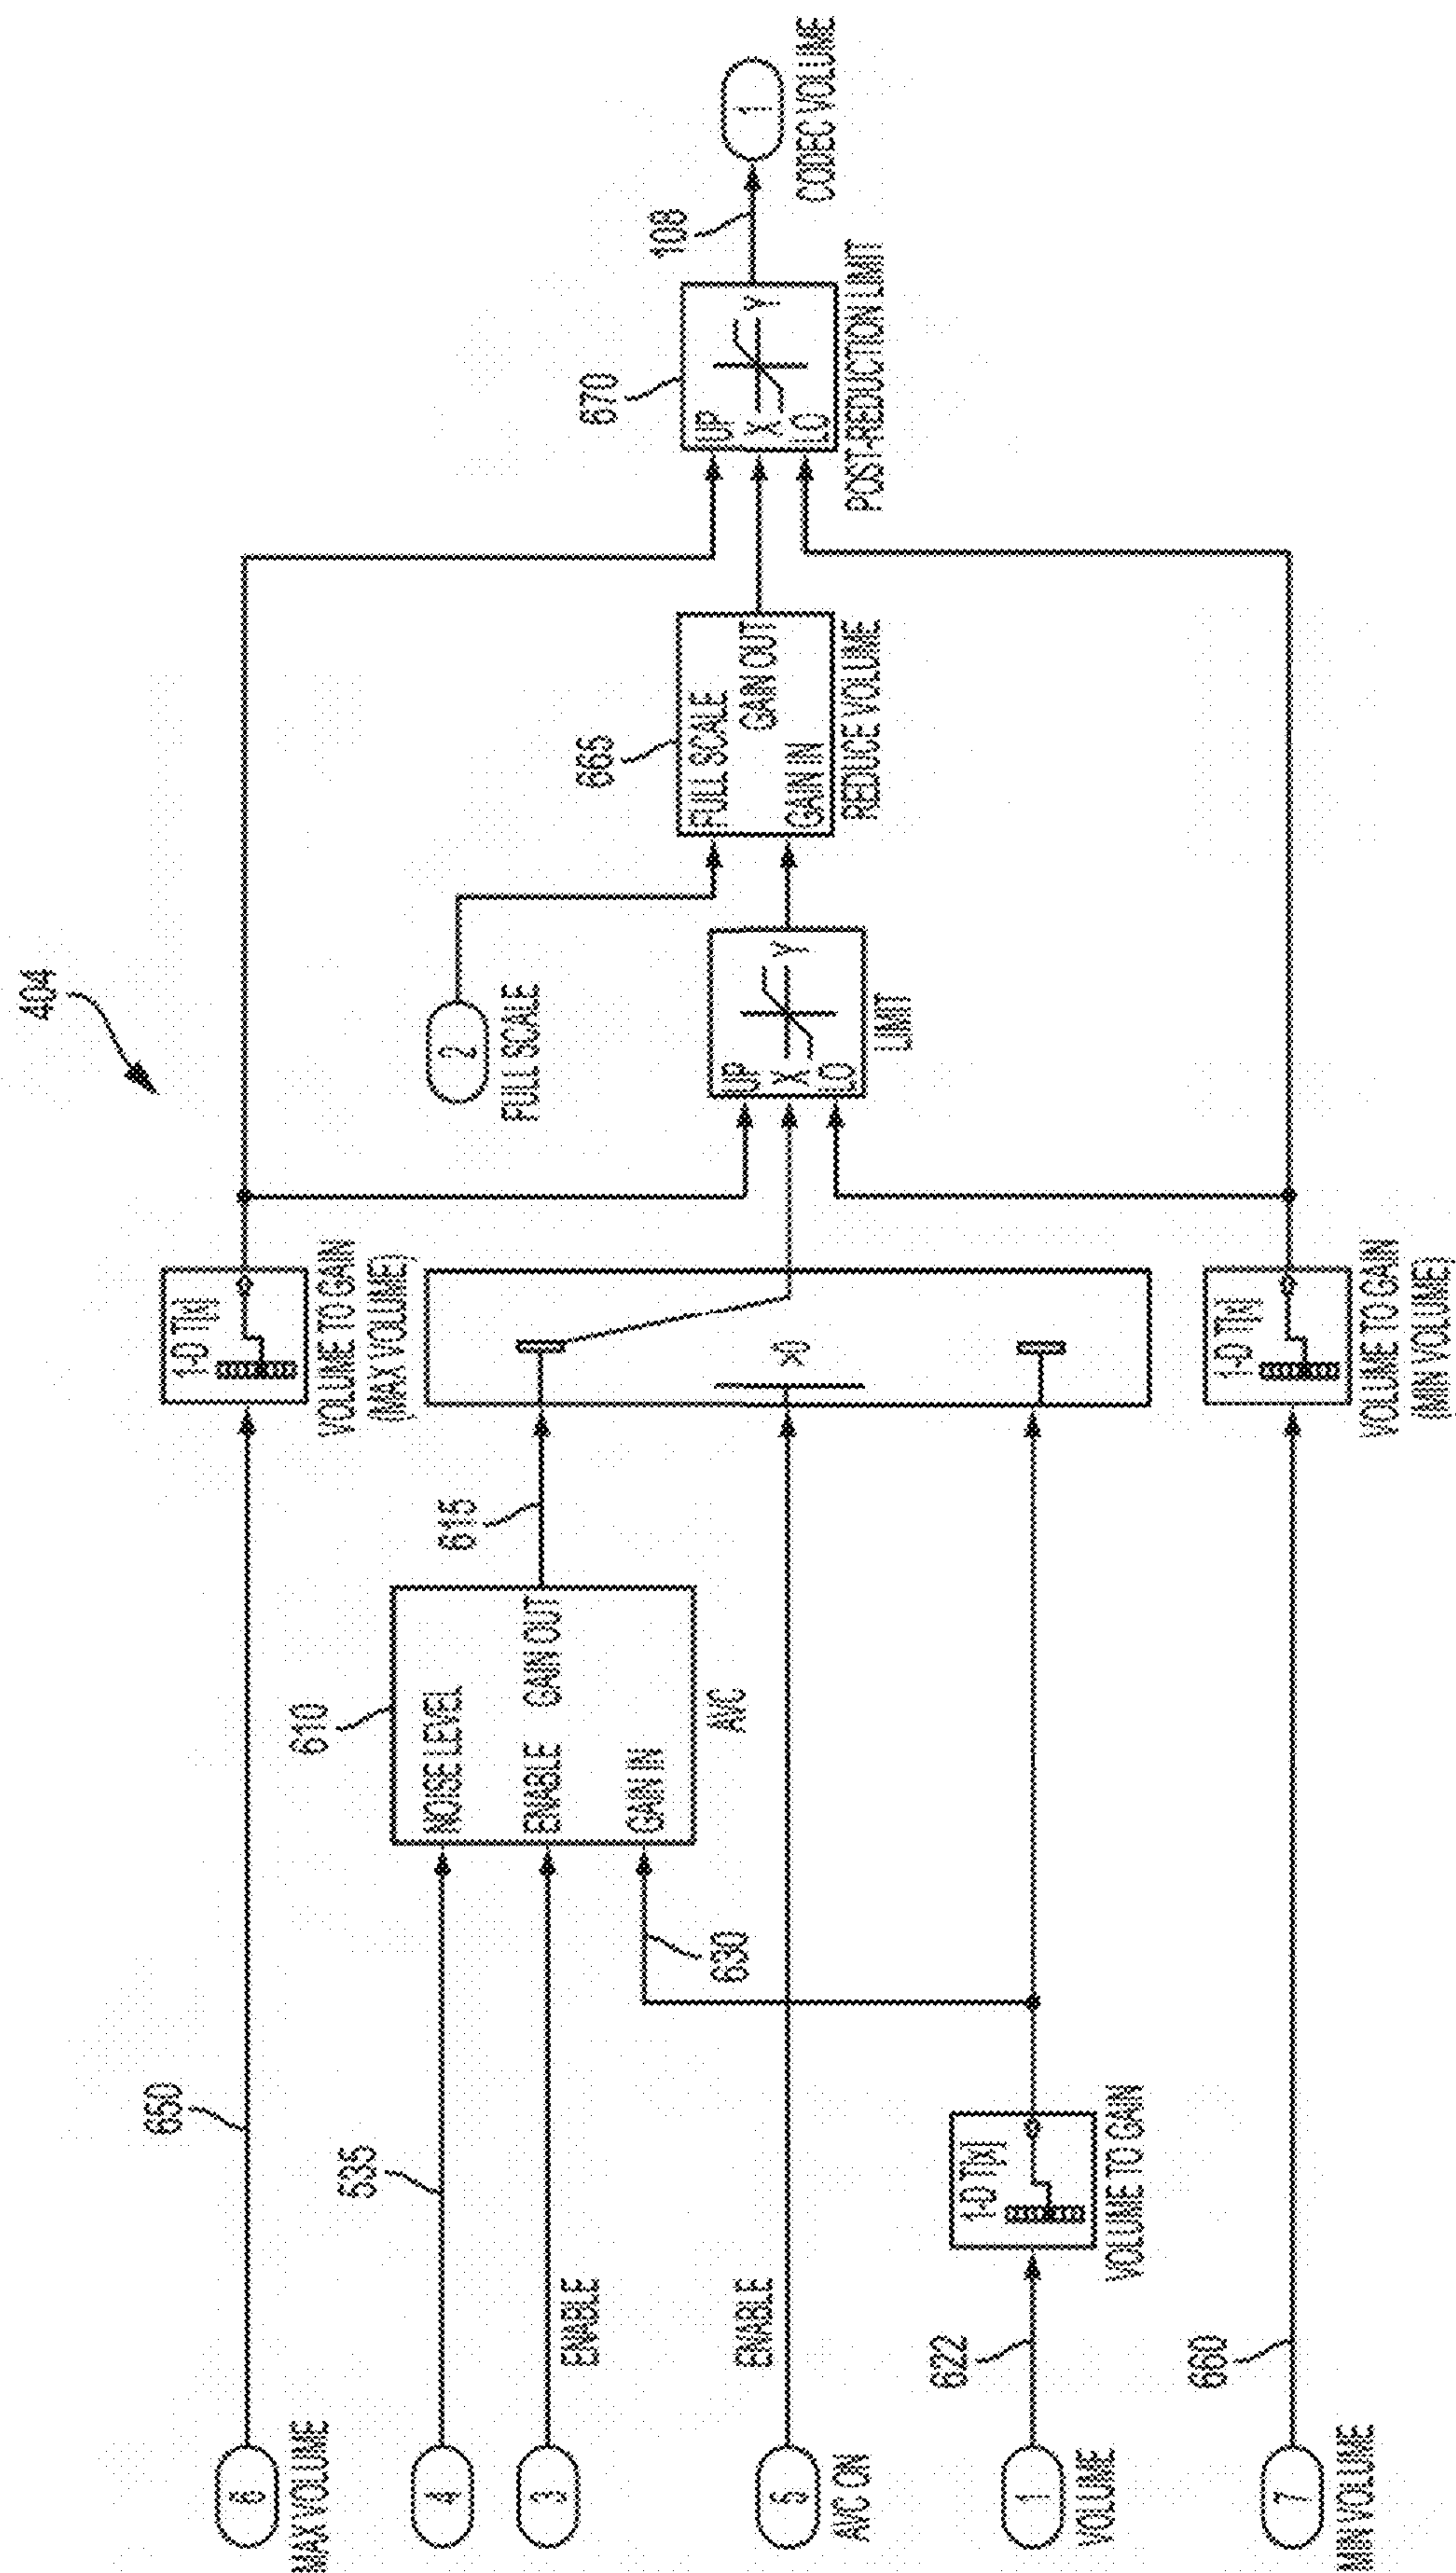 404
6
MAX VOLUME
650
1-D T[x]
VOLUME TO GAIN
(MAX VOLUME)
4
635
3
ENABLE
610
NOISE LEVEL
ENABLE
GAIN OUT
GAIN IN
AVC
615
630
5
AVC ON
ENABLE
>0
1
VOLUME
622
1-D T[x]
VOLUME TO GAIN
7
MIN VOLUME
660
1-D T[x]
VOLUME TO GAIN
(MIN VOLUME)
2
FULL SCALE
UP
X
LO
Y
LIMIT
665
FULL SCALE
GAIN OUT
GAIN IN
REDUCE VOLUME
670
UP
X
LO
Y
POST-REDUCTION LIMIT
108
1
CODEC VOLUME